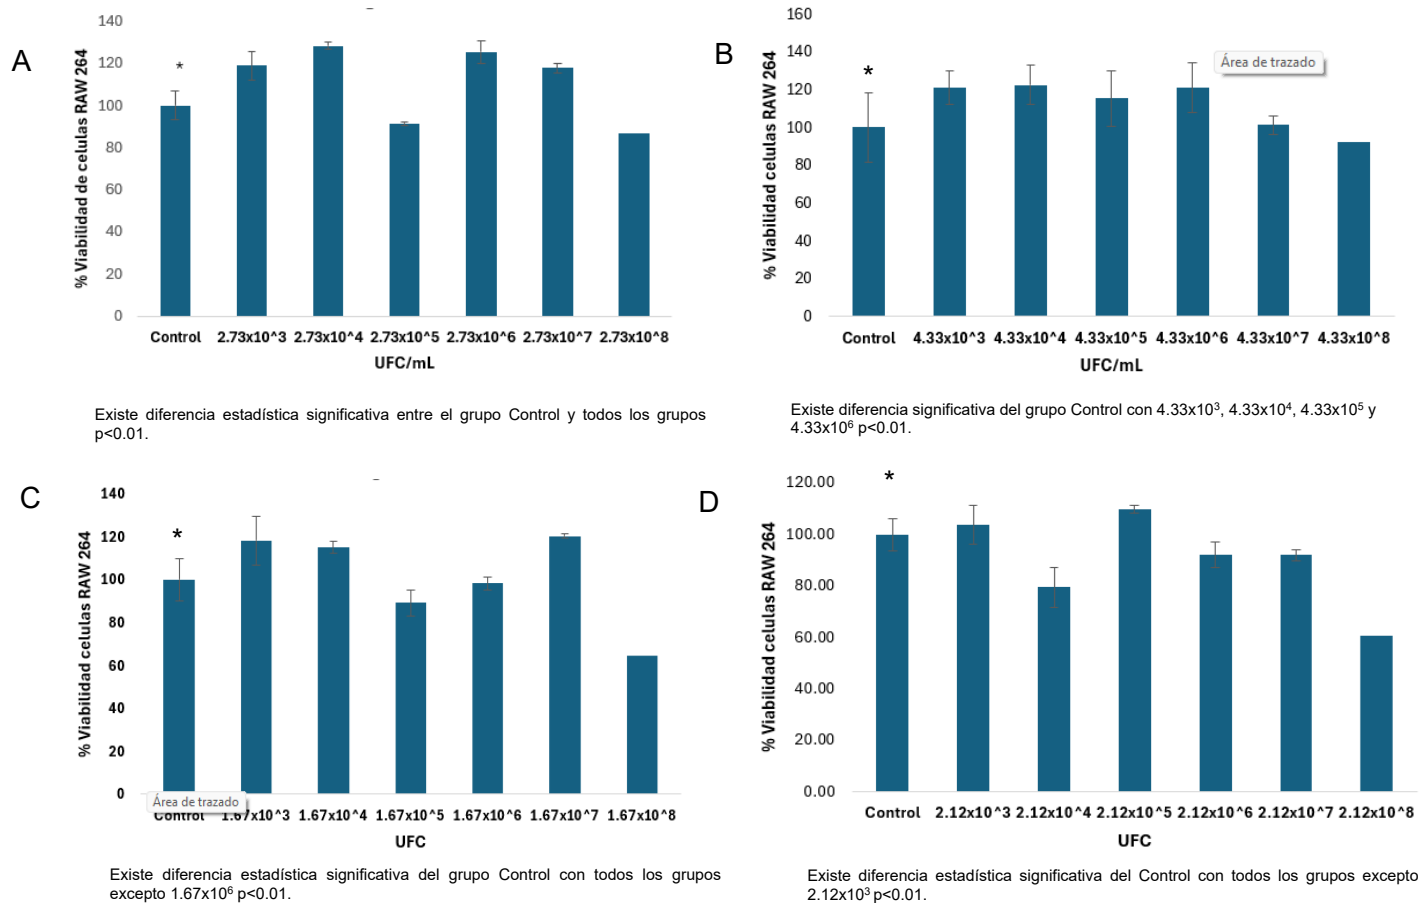 A
% Viabilidad de celulas RAW 264
140
120
100
80
60
40
20
0
*
Control 2.73x10^3 2.73x10^4 2.73x10^5 2.73x10^6 2.73x10^7 2.73x10^8
UFC/mL
Existe diferencia estadística significativa entre el grupo Control y todos los grupos
p<0.01.
B
% Viabilidad celulas RAW 264
160
140
120
100
80
60
40
20
0
*
Área de trazado
Control 4.33x10^3 4.33x10^4 4.33x10^5 4.33x10^6 4.33x10^7 4.33x10^8
UFC/mL
Existe diferencia significativa del grupo Control con 4.33x10³, 4.33x10⁴, 4.33x10⁵ y
4.33x10⁶ p<0.01.
C
% Viabilidad celulas RAW 264
140
120
100
80
60
40
20
0
*
Área de trazado
Control 1.67x10^3 1.67x10^4 1.67x10^5 1.67x10^6 1.67x10^7 1.67x10^8
UFC
Existe diferencia estadística significativa del grupo Control con todos los grupos
excepto 1.67x10⁶ p<0.01.
D
% Viabilidad celulas RAW 264
120.00
100.00
80.00
60.00
40.00
20.00
0.00
*
Control 2.12x10^3 2.12x10^4 2.12x10^5 2.12x10^6 2.12x10^7 2.12x10^8
UFC
Existe diferencia estadística significativa del Control con todos los grupos excepto
2.12x10³ p<0.01.